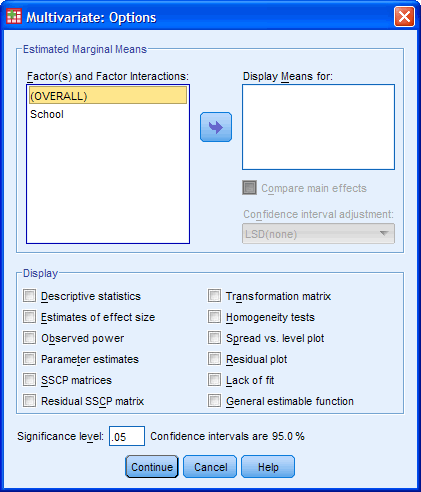 Multivariate: Options
Estimated Marginal Means
Factor(s) and Factor Interactions:
(OVERALL)
School
Display Means for:
Compare main effects
Confidence interval adjustment:
LSD(none)
Display
Descriptive statistics
Estimates of effect size
Observed power
Parameter estimates
SSCP matrices
Residual SSCP matrix
Transformation matrix
Homogeneity tests
Spread vs. level plot
Residual plot
Lack of fit
General estimable function
Significance level: .05 Confidence intervals are 95.0 %
Continue Cancel Help